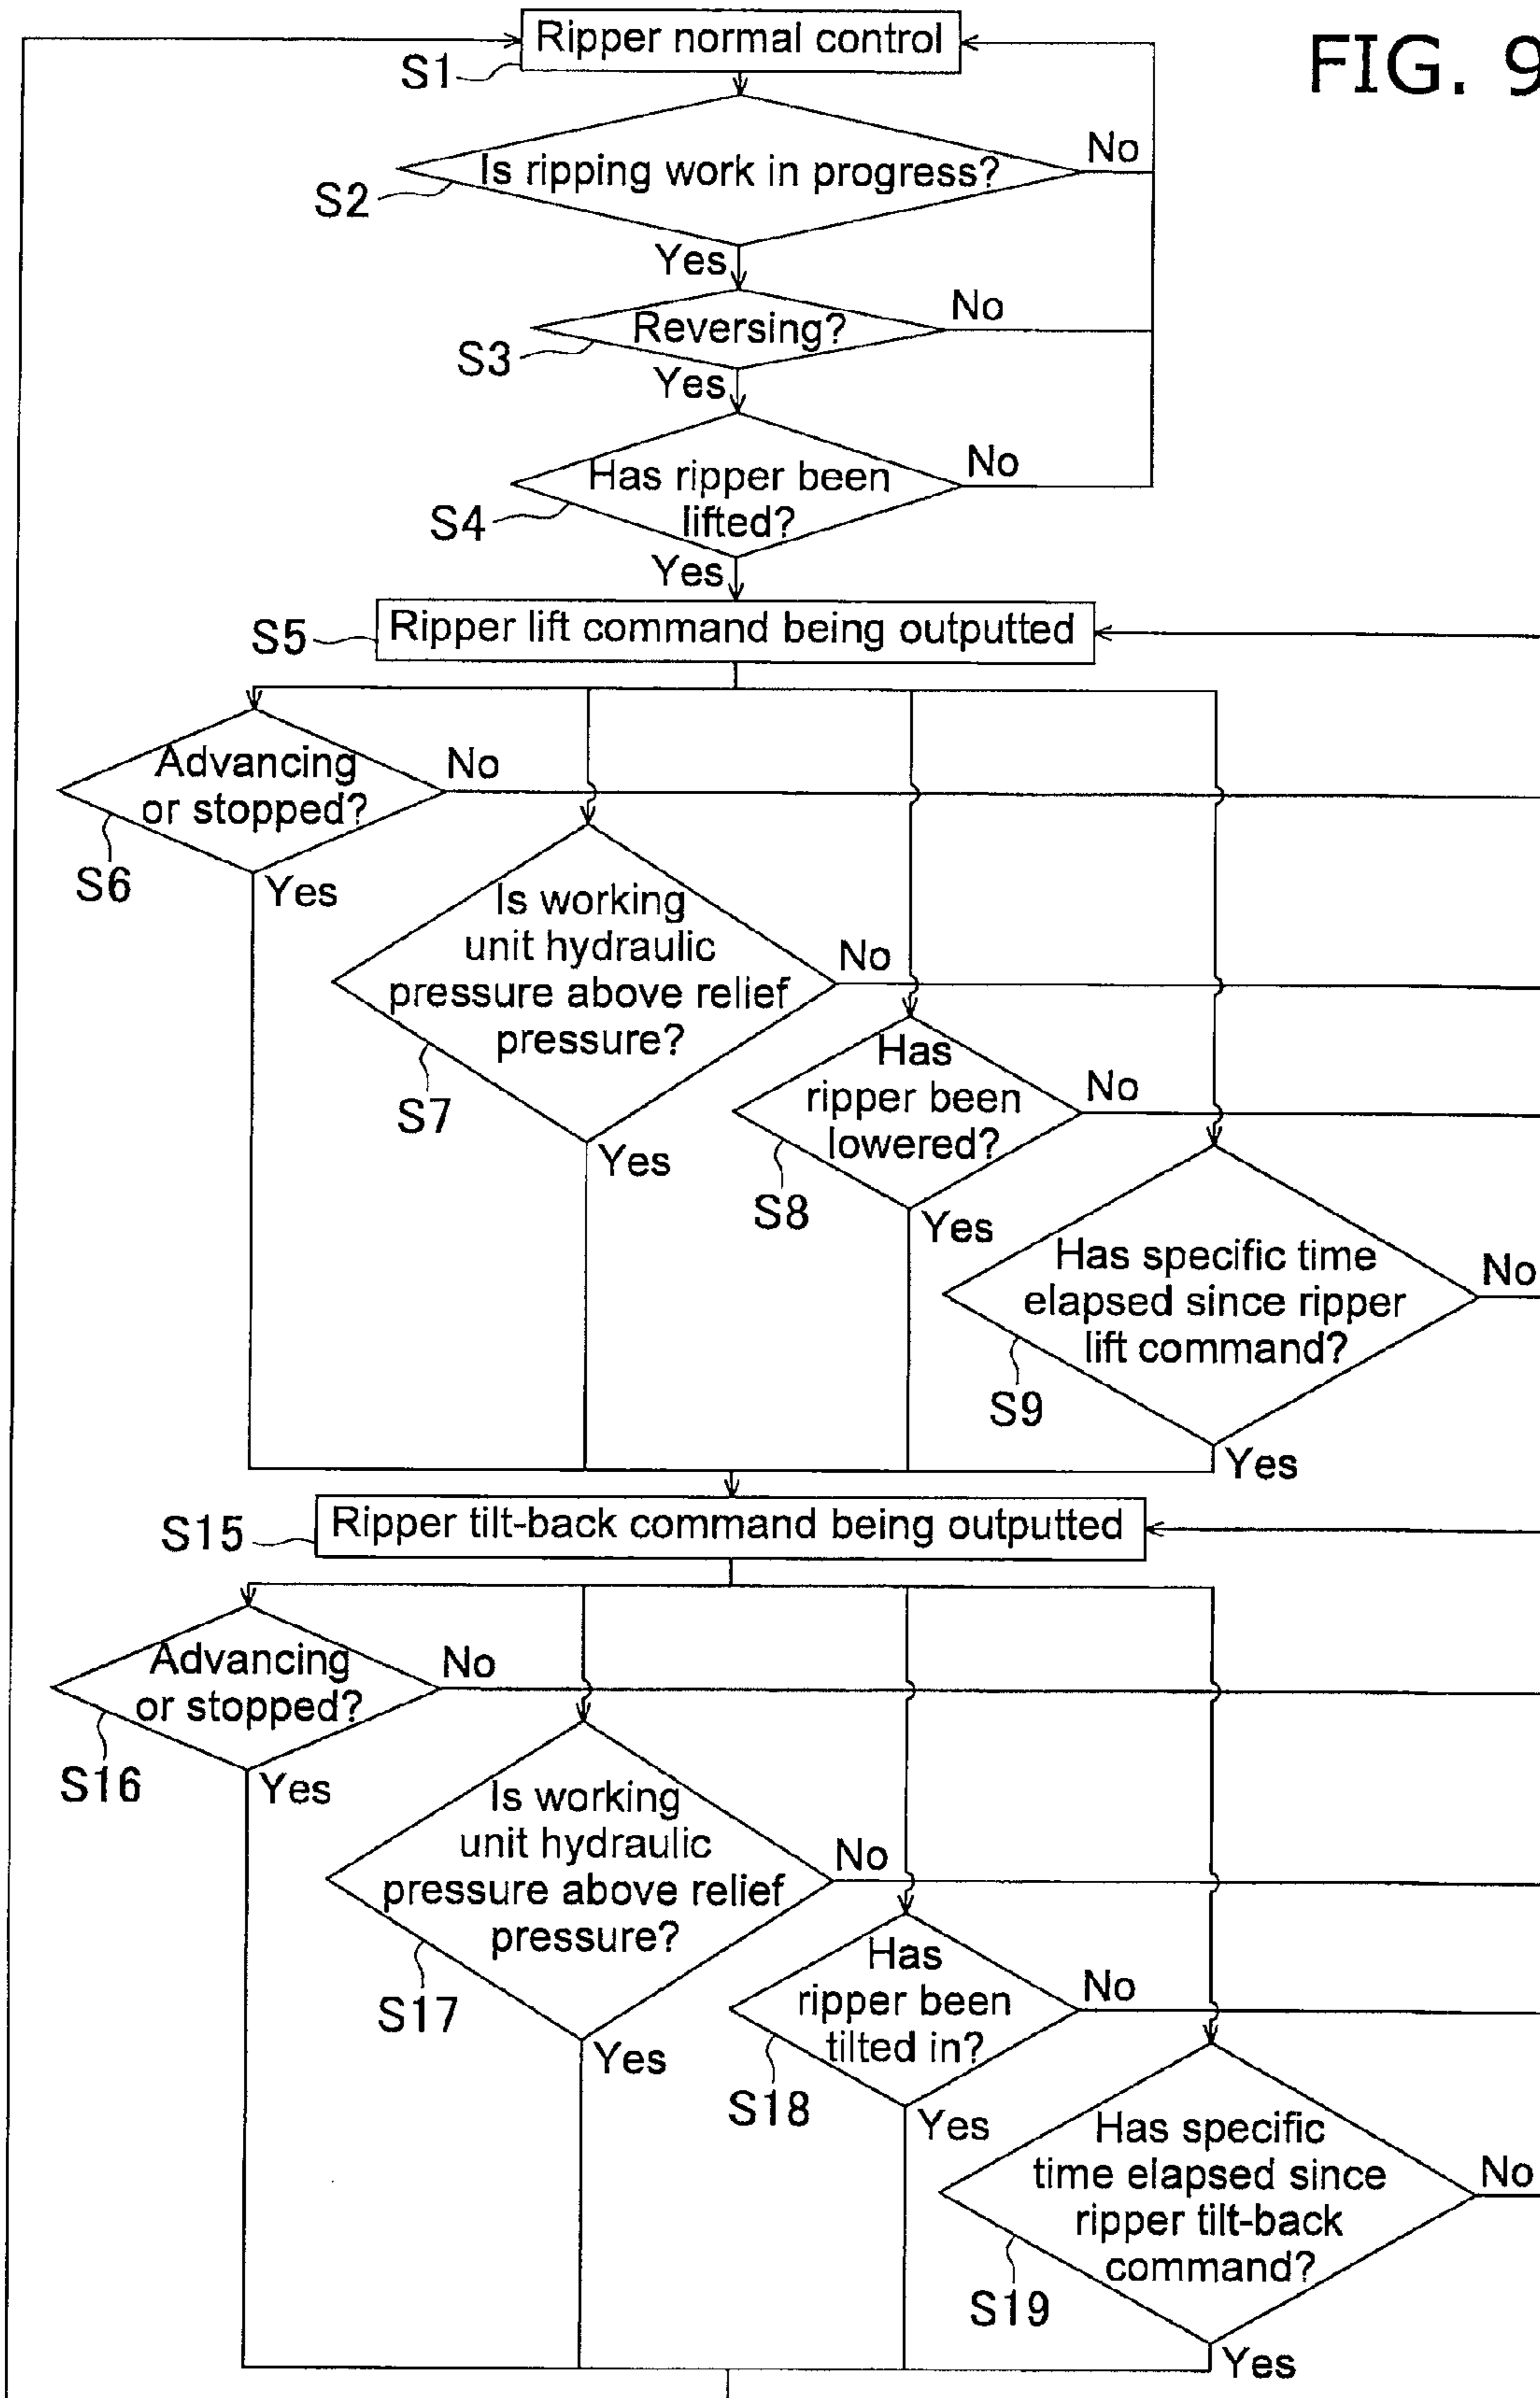 FIG. 9
Ripper normal control
S1
Is ripping work in progress?
No
S2
Yes
Reversing?
No
S3
Yes
Has ripper been
lifted?
No
S4
Yes
Ripper lift command being outputted
S5
Advancing
or stopped?
No
S6
Yes
Is working
unit hydraulic
pressure above relief
pressure?
No
S7
Yes
Has
ripper been
lowered?
No
S8
Yes
Has specific time
elapsed since ripper
lift command?
No
S9
Yes
Ripper tilt-back command being outputted
S15
Advancing
or stopped?
No
S16
Yes
Is working
unit hydraulic
pressure above relief
pressure?
No
S17
Yes
Has
ripper been
tilted in?
No
S18
Yes
Has specific
time elapsed since
ripper tilt-back
command?
No
S19
Yes